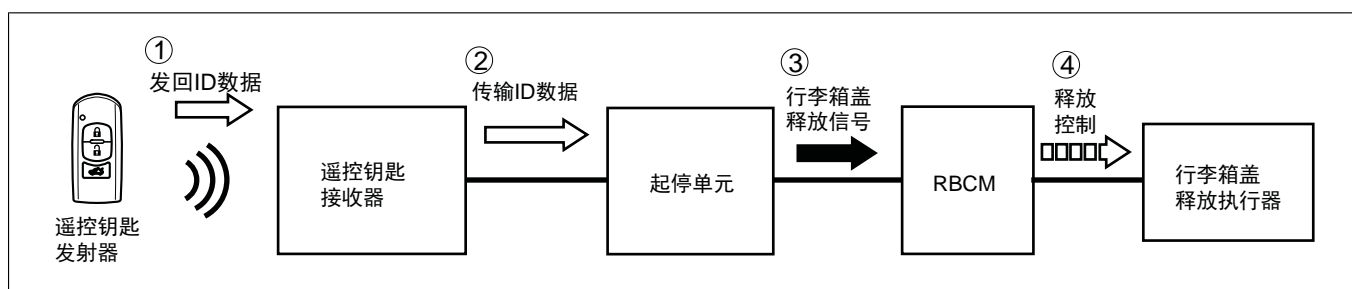 ①
发回ID数据
遥控钥匙
发射器
遥控钥匙
接收器
②
传输ID数据
起停单元
③
行李箱盖
释放信号
RBCM
④
释放
控制
行李箱盖
释放执行器